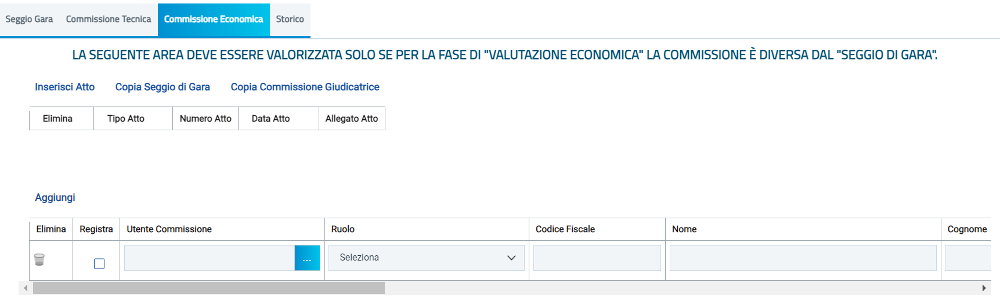 Seggio Gara Commissione Tecnica Commissione Economica Storico
LA SEGUENTE AREA DEVE ESSERE VALORIZZATA SOLO SE PER LA FASE DI "VALUTAZIONE ECONOMICA" LA COMMISSIONE È DIVERSA DAL "SEGGIO DI GARA".
Inserisci Atto Copia Seggio di Gara Copia Commissione Giudicatrice
Elimina Tipo Atto Numero Atto Data Atto Allegato Atto
Aggiungi
Elimina Registra Utente Commissione Ruolo Codice Fiscale Nome Cognome
... Seleziona